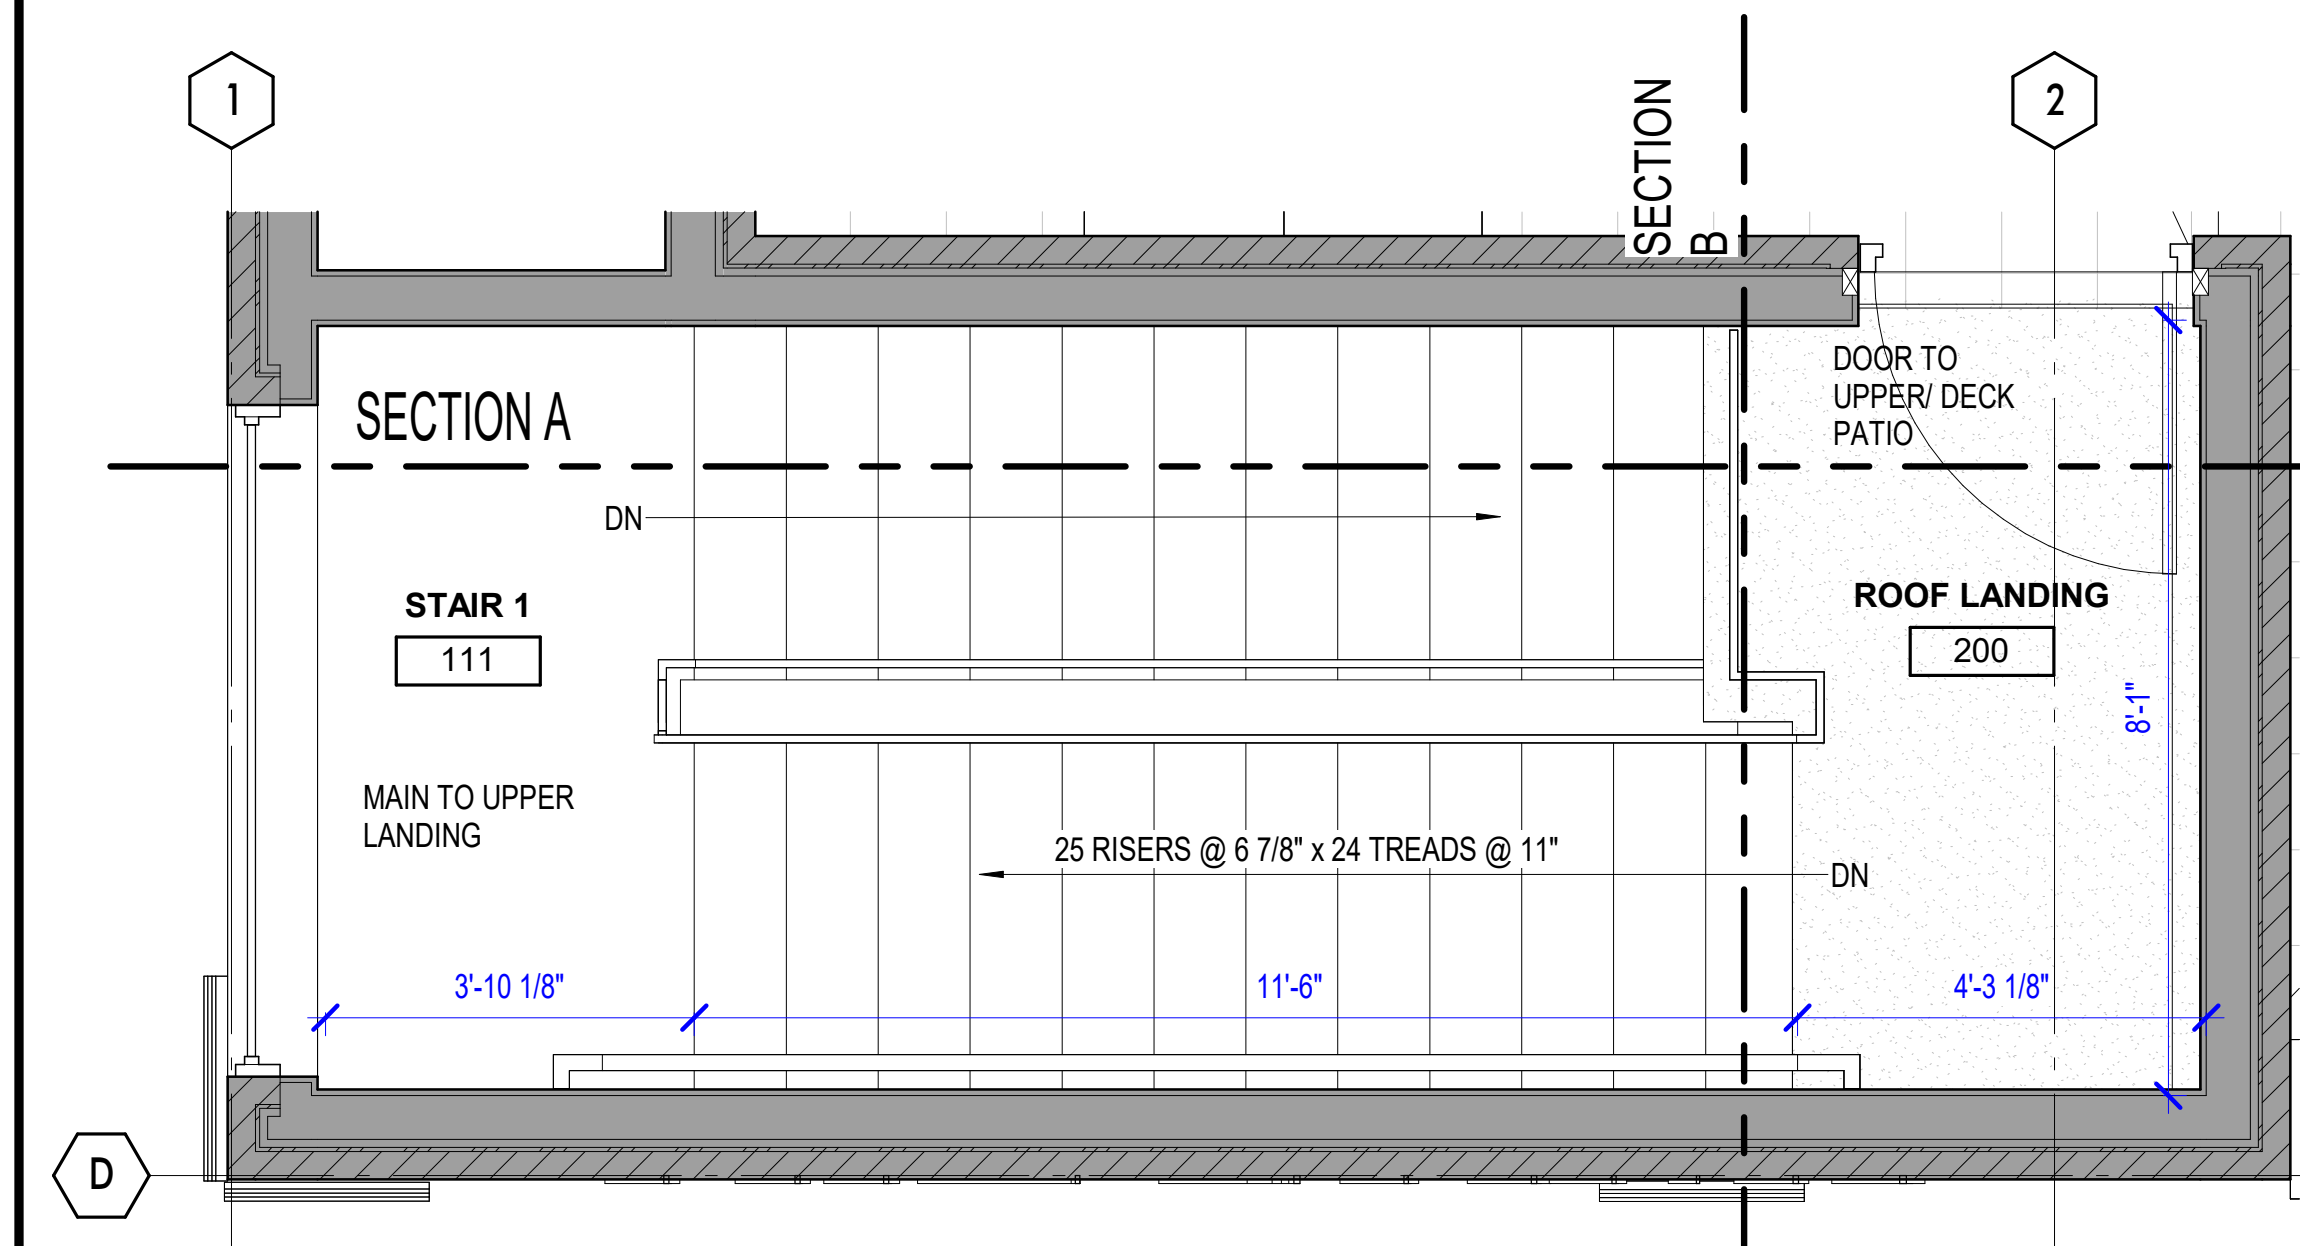 1
2
SECTION
B
DOOR TO
UPPER/ DECK
PATIO
SECTION A
DN
STAIR 1
111
ROOF LANDING
200
8'-1"
MAIN TO UPPER
LANDING
25 RISERS @ 6 7/8" x 24 TREADS @ 11"
DN
3'-10 1/8"
11'-6"
4'-3 1/8"
D